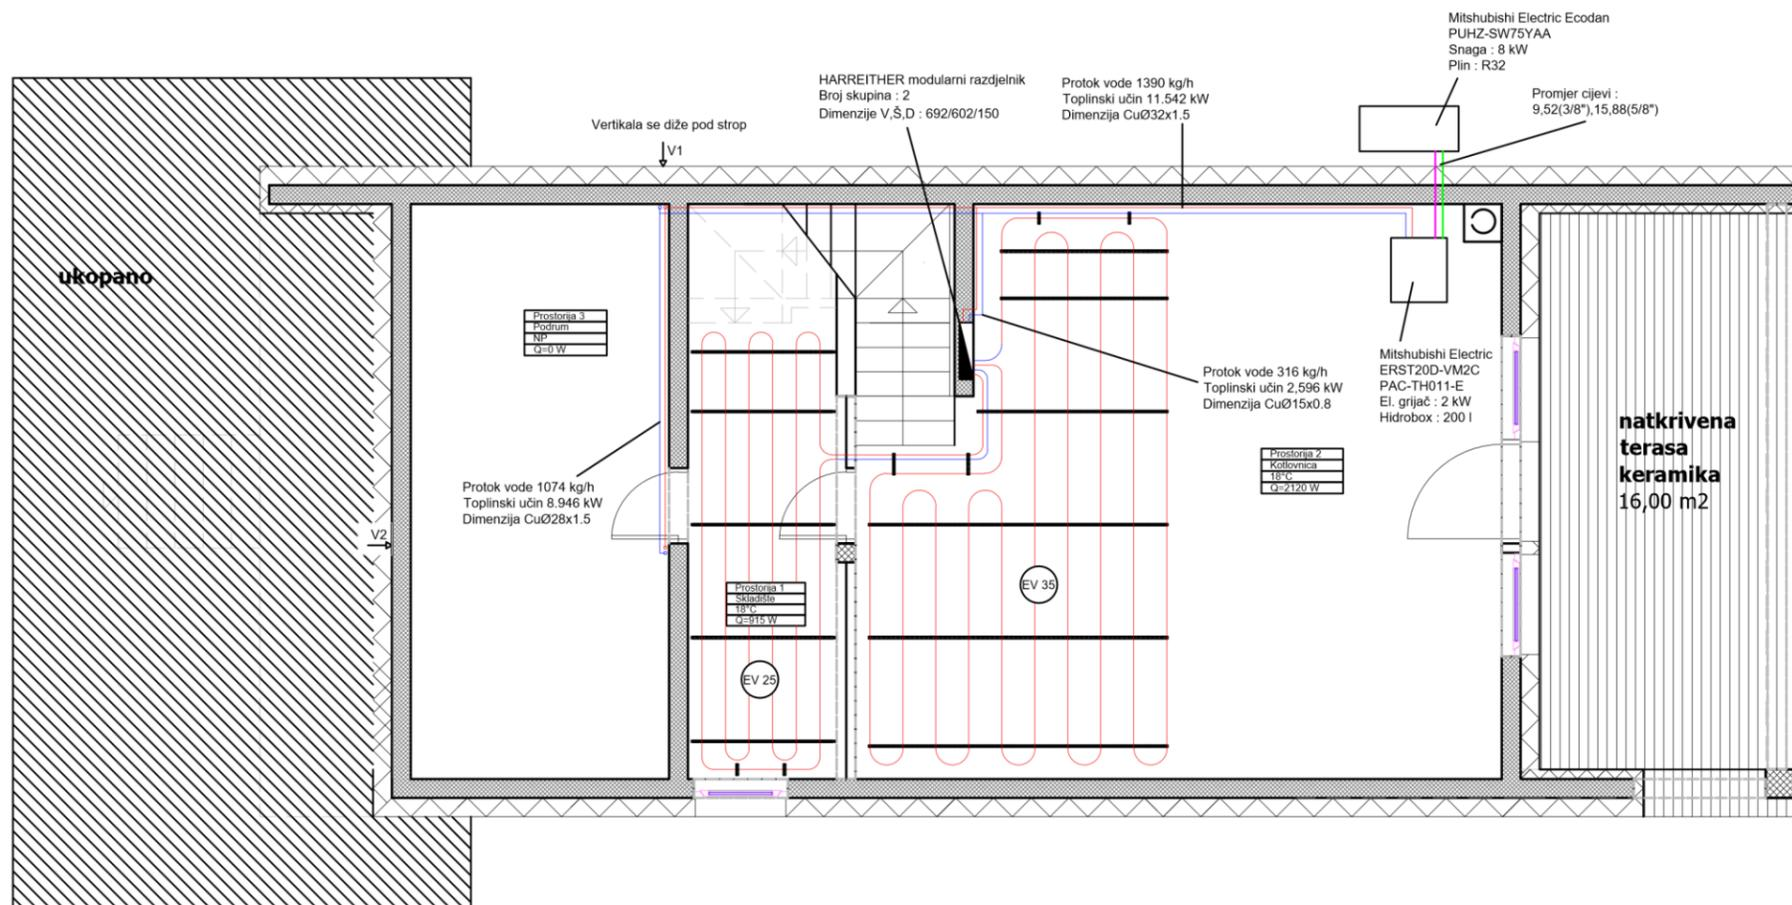 Mitshubishi Electric Ecodan
PUHZ-SW75YAA
Snaga : 8 kW
Plin : R32
HARREITHER modularni razdjelnik
Broj skupina : 2
Dimenzije V,Š,D : 692/602/150
Protok vode 1390 kg/h
Toplinski učin 11.542 kW
Dimenzija CuØ32x1.5
Promjer cijevi :
9,52(3/8"),15,88(5/8")
Vertikala se diže pod strop
V1
ukopano
Prostorija 3
Podrum
NP
Q=0 W
Mitshubishi Electric
ERST20D-VM2C
PAC-TH011-E
El. grijač : 2 kW
Hidrobox : 200 l
Protok vode 316 kg/h
Toplinski učin 2,596 kW
Dimenzija CuØ15x0.8
natkrivena
terasa
keramika
16,00 m2
Prostorija 2
Kotlovnica
18°C
Q=2120 W
Protok vode 1074 kg/h
Toplinski učin 8.946 kW
Dimenzija CuØ28x1.5
V2
EV 35
Prostorija 1
Skladište
18°C
Q=915 W
EV 25